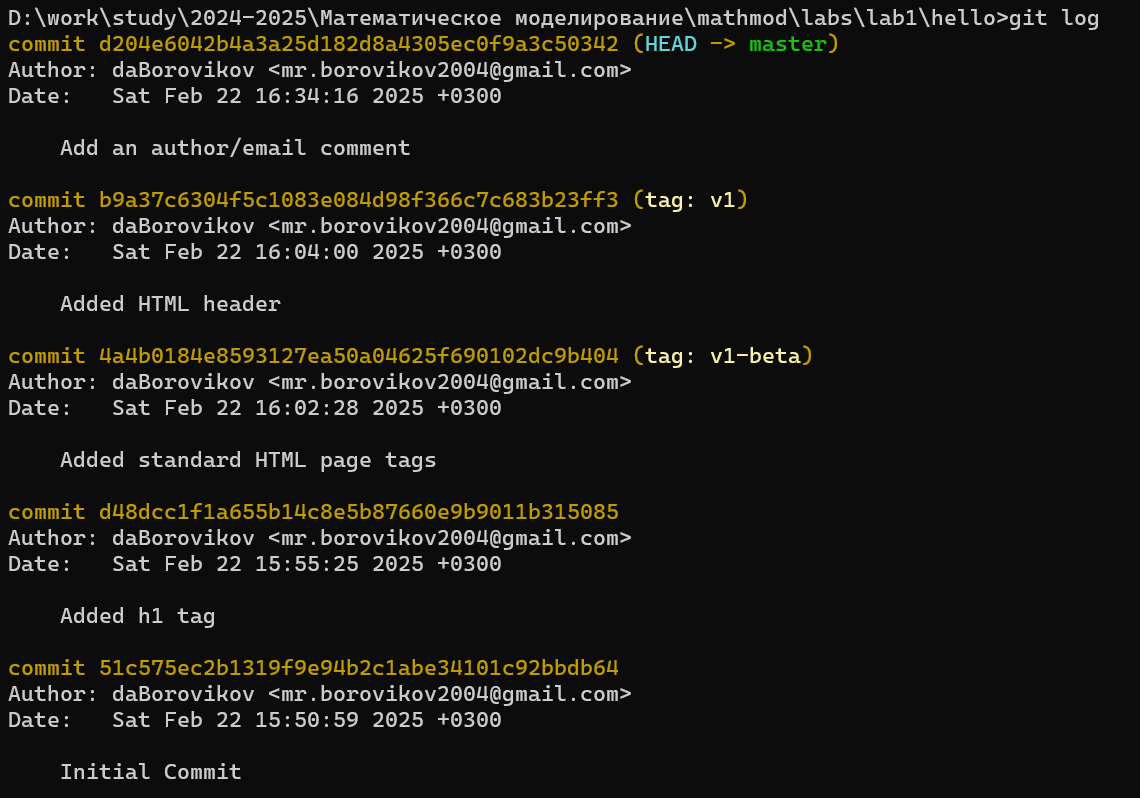 D:\work\study\2024-2025\Математическое моделирование\mathmod\labs\lab1\hello>git log
commit d204e6042b4a3a25d182d8a4305ec0f9a3c50342 (HEAD -> master)
Author: daBorovikov <mr.borovikov2004@gmail.com>
Date:   Sat Feb 22 16:34:16 2025 +0300
    Add an author/email comment
commit b9a37c6304f5c1083e084d98f366c7c683b23ff3 (tag: v1)
Author: daBorovikov <mr.borovikov2004@gmail.com>
Date:   Sat Feb 22 16:04:00 2025 +0300
    Added HTML header
commit 4a4b0184e8593127ea50a04625f690102dc9b404 (tag: v1-beta)
Author: daBorovikov <mr.borovikov2004@gmail.com>
Date:   Sat Feb 22 16:02:28 2025 +0300
    Added standard HTML page tags
commit d48dcc1f1a655b14c8e5b87660e9b9011b315085
Author: daBorovikov <mr.borovikov2004@gmail.com>
Date:   Sat Feb 22 15:55:25 2025 +0300
    Added h1 tag
commit 51c575ec2b1319f9e94b2c1abe34101c92bbdb64
Author: daBorovikov <mr.borovikov2004@gmail.com>
Date:   Sat Feb 22 15:50:59 2025 +0300
    Initial Commit